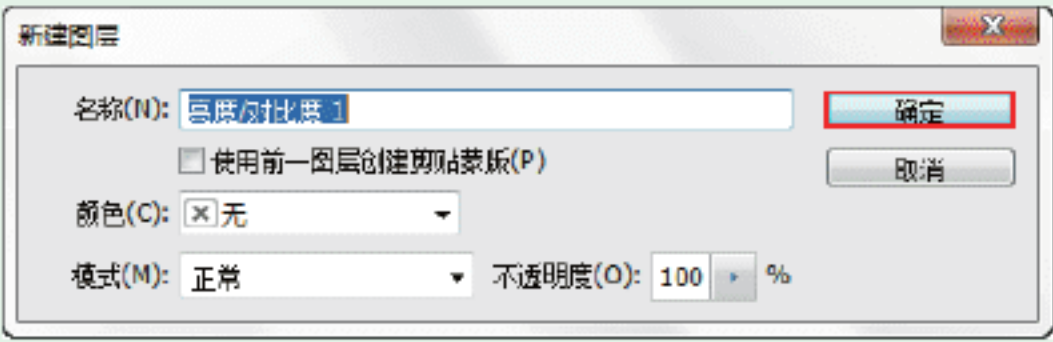 新建图层
名称(N): 亮度/对比度 1 确定
使用前一图层创建剪贴蒙版(P) 取消
颜色(C): 无
模式(M): 正常 不透明度(O): 100 %